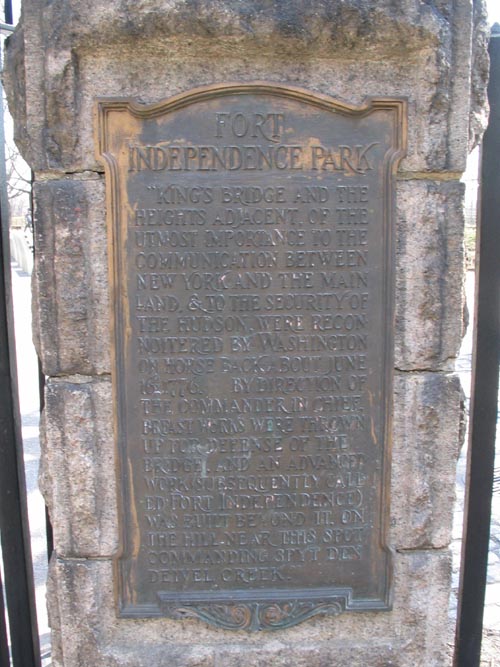 FORT
INDEPENDENCE PARK
"KING'S BRIDGE AND THE
HEIGHTS ADJACENT, OF THE
UTMOST IMPORTANCE TO THE
COMMUNICATION BETWEEN
NEW YORK AND THE MAIN
LAND, & TO THE SECURITY OF
THE HUDSON, WERE RECON
NOITERED BY WASHINGTON
ON HORSE BACK ABOUT JUNE
BY DIRECTION OF
THE COMMANDER IN CHIEF,
BREAST WORKS WERE THROWN
UP FOR DEFENSE OF THE
BRIDGE, AND AN ADVANCED
WORK (SUBSEQUENTLY CALL
ED FORT INDEPENDENCE)
WAS BUILT BEYOND IT, ON
THE HILL NEAR THIS SPOT
COMMANDING SPYT DEN
DEYVEL CREEK.